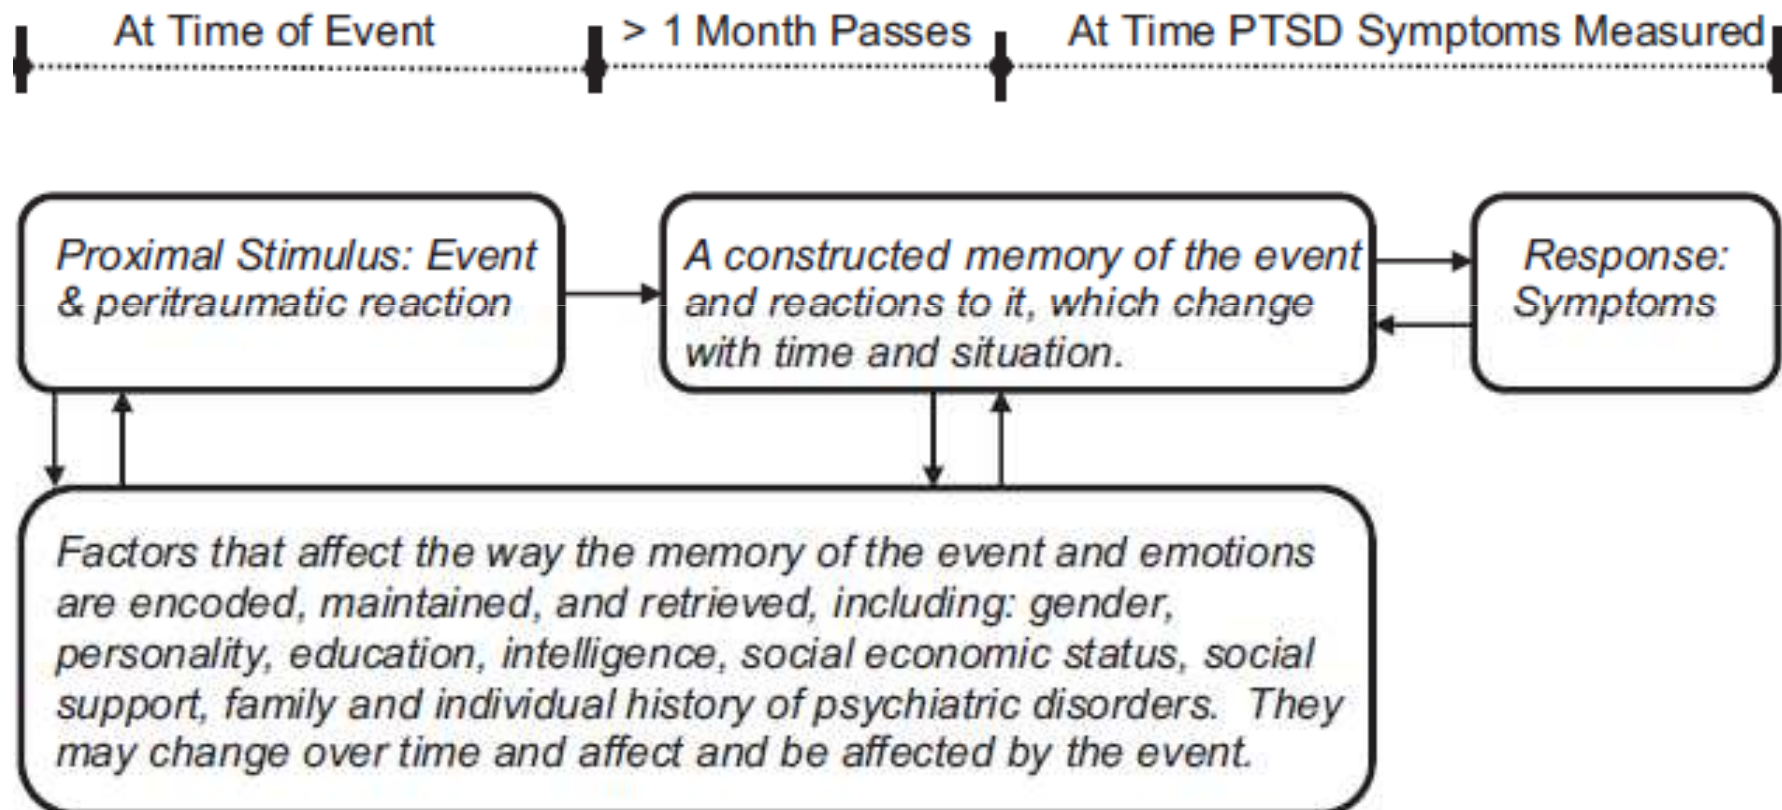 At Time of Event
> 1 Month Passes
At Time PTSD Symptoms Measured
Proximal Stimulus: Event
& peritraumatic reaction
A constructed memory of the event
and reactions to it, which change
with time and situation.
Response:
Symptoms
Factors that affect the way the memory of the event and emotions
are encoded, maintained, and retrieved, including: gender,
personality, education, intelligence, social economic status, social
support, family and individual history of psychiatric disorders. They
may change over time and affect and be affected by the event.